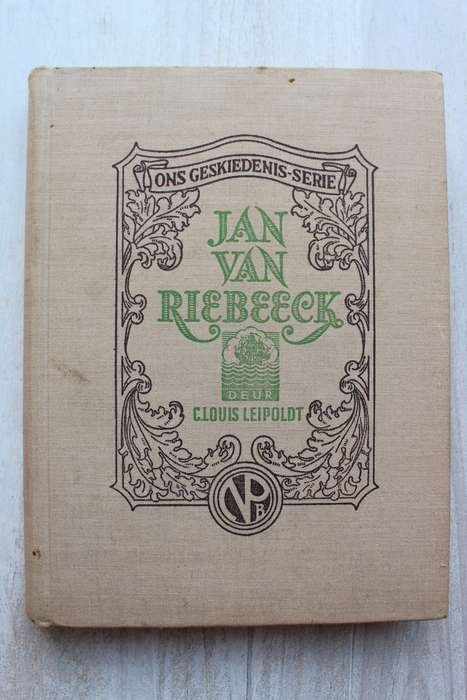 ONS GESKIEDENIS-SERIE
JAN
VAN
RIEBEECK
DEUR
C. LOUIS LEIPOLDT
NPB